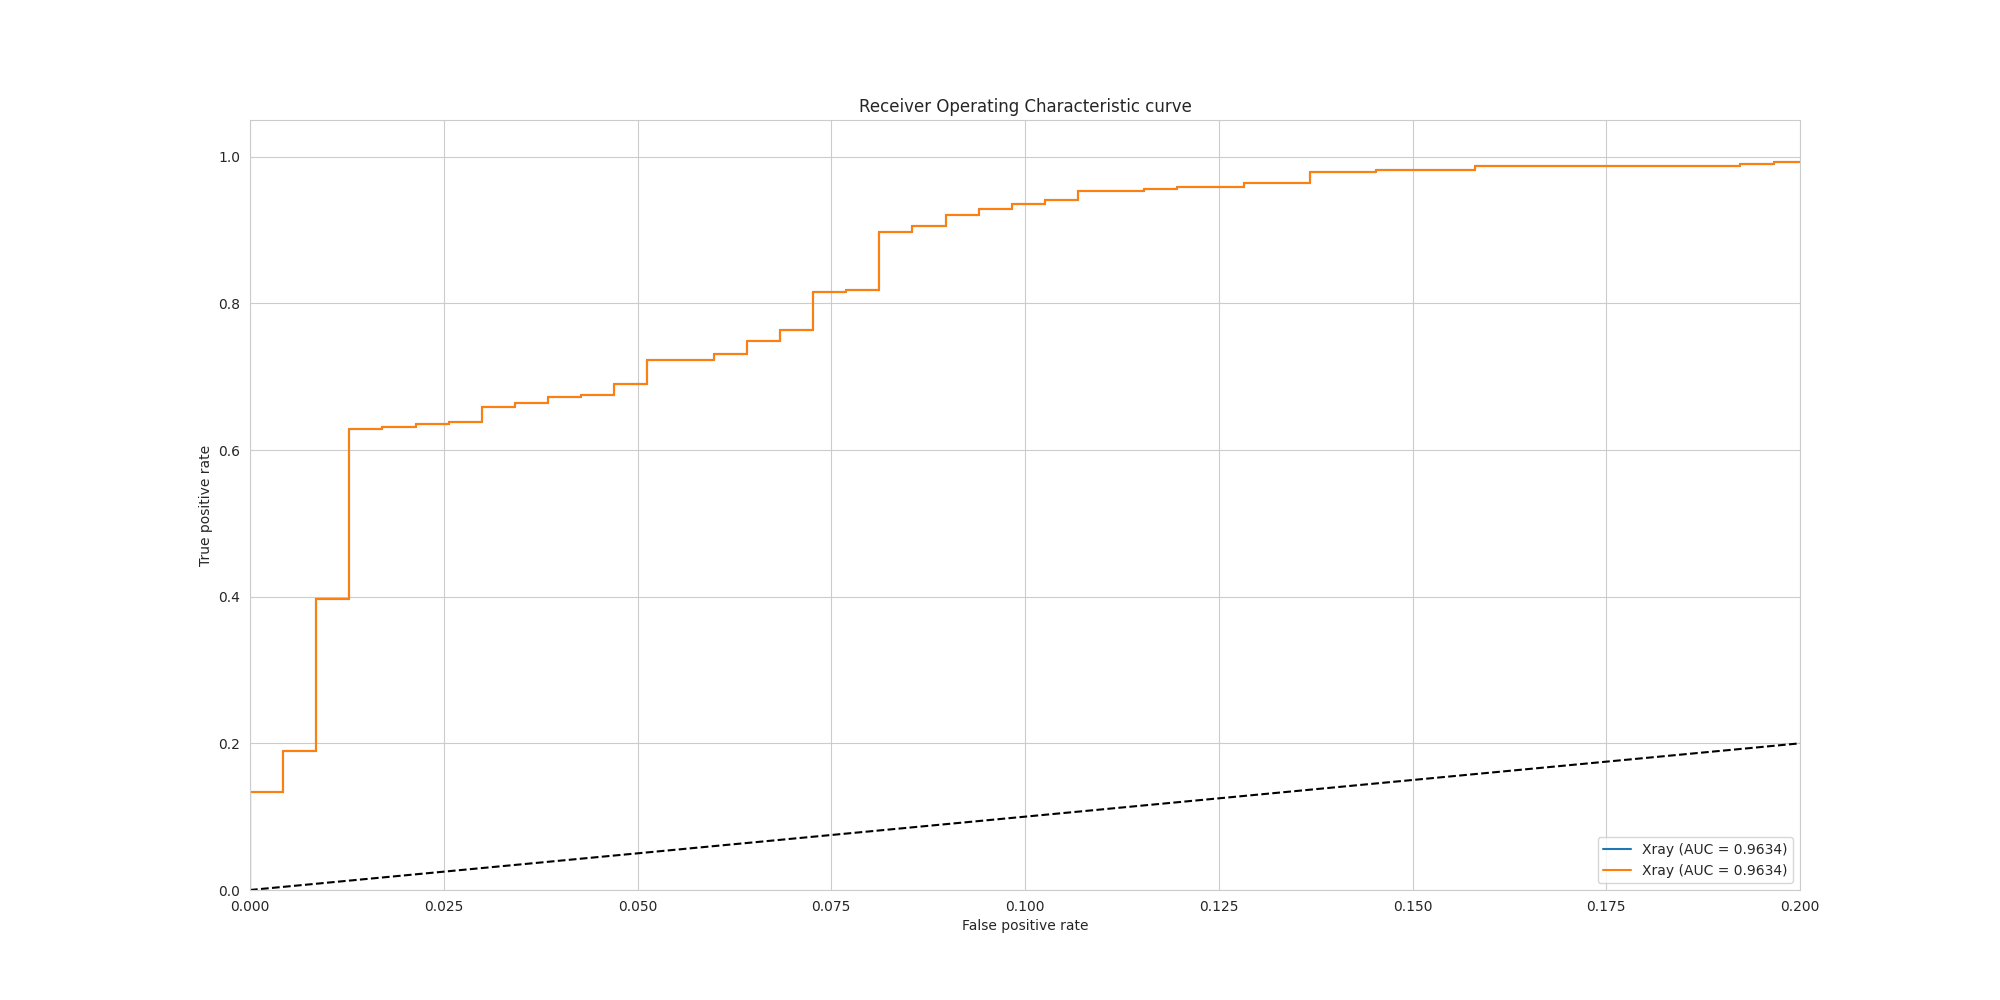 Receiver Operating Characteristic curve
1.0
0.8
0.6
0.4
0.2
0.0
True positive rate
0.000 0.025 0.050 0.075 0.100 0.125 0.150 0.175 0.200
False positive rate
Xray (AUC = 0.9634)
Xray (AUC = 0.9634)